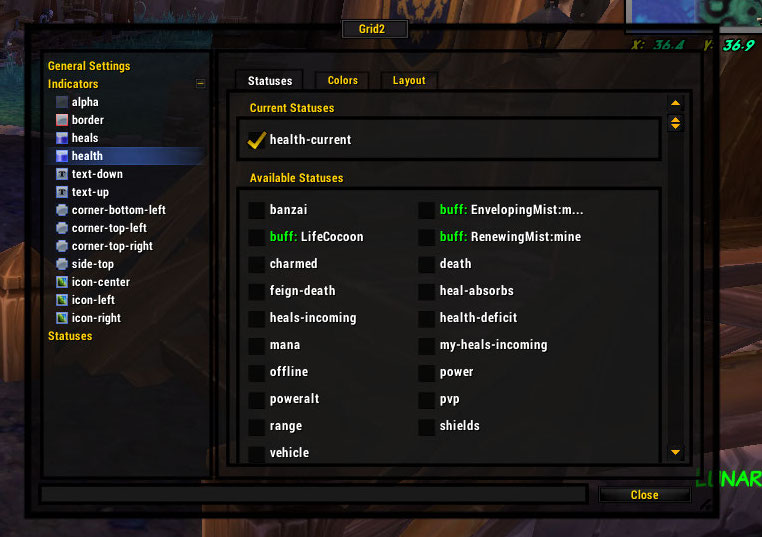 Grid2
X: 36.4 Y: 36.9
General Settings
Indicators
alpha
border
heals
health
text-down
text-up
corner-bottom-left
corner-top-left
corner-top-right
side-top
icon-center
icon-left
icon-right
Statuses
Statuses Colors Layout
Current Statuses
health-current
Available Statuses
banzai buff: EnvelopingMist:m...
buff: LifeCocoon buff: RenewingMist:mine
charmed death
feign-death heal-absorbs
heals-incoming health-deficit
mana my-heals-incoming
offline power
poweralt pvp
range shields
vehicle
LUNAR
Close